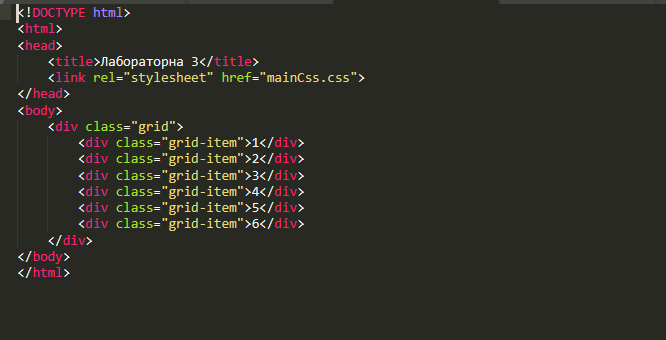 <!DOCTYPE html>
<html>
<head>
    <title>Лабораторна 3</title>
    <link rel="stylesheet" href="mainCss.css">
</head>
<body>
    <div class="grid">
        <div class="grid-item">1</div>
        <div class="grid-item">2</div>
        <div class="grid-item">3</div>
        <div class="grid-item">4</div>
        <div class="grid-item">5</div>
        <div class="grid-item">6</div>
    </div>
</body>
</html>